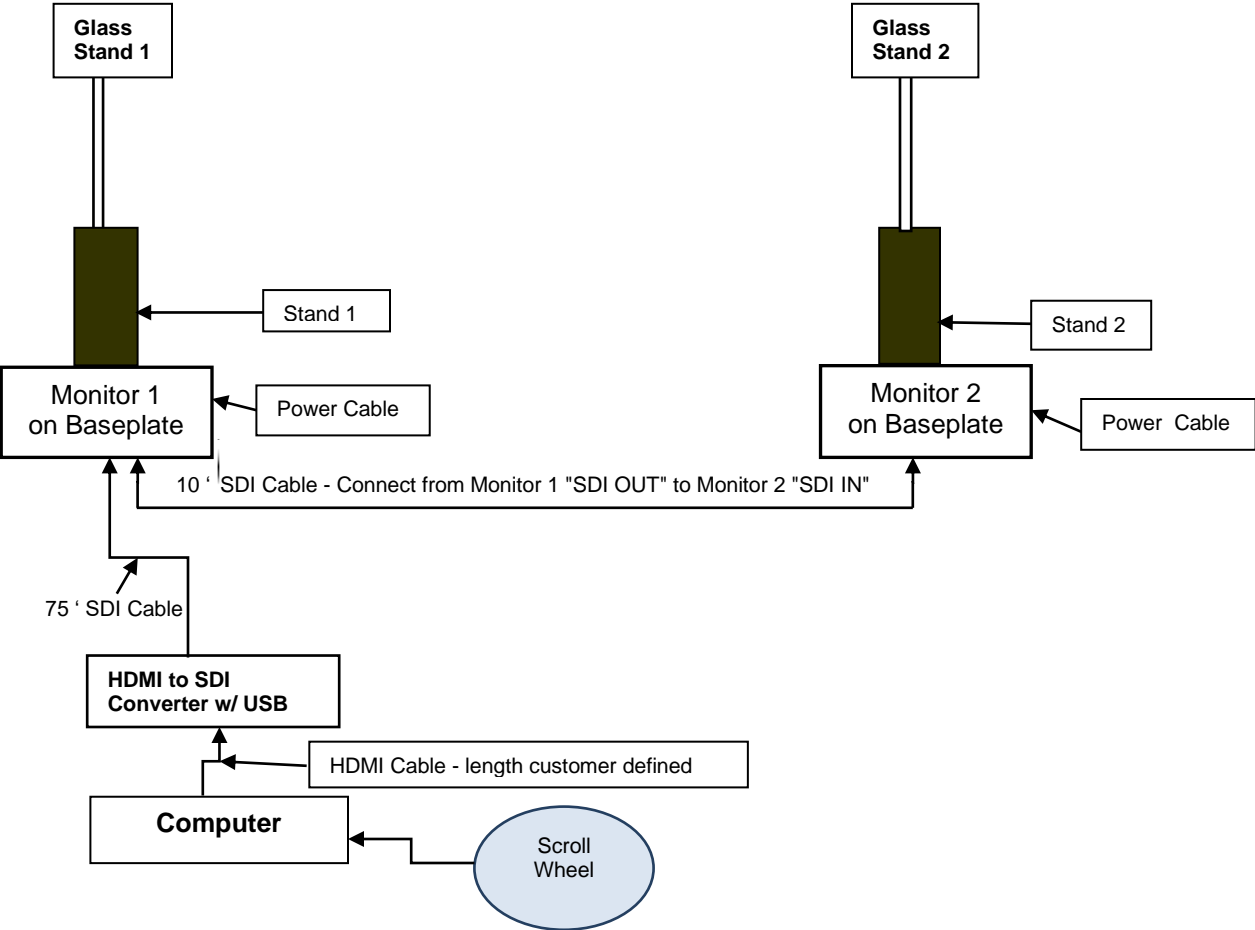 Glass
Stand 1
Glass
Stand 2
Stand 1
Stand 2
Monitor 1
on Baseplate
Power Cable
Monitor 2
on Baseplate
Power Cable
10 ‘ SDI Cable - Connect from Monitor 1 "SDI OUT" to Monitor 2 "SDI IN"
75 ‘ SDI Cable
HDMI to SDI
Converter w/ USB
HDMI Cable - length customer defined
Computer
Scroll
Wheel